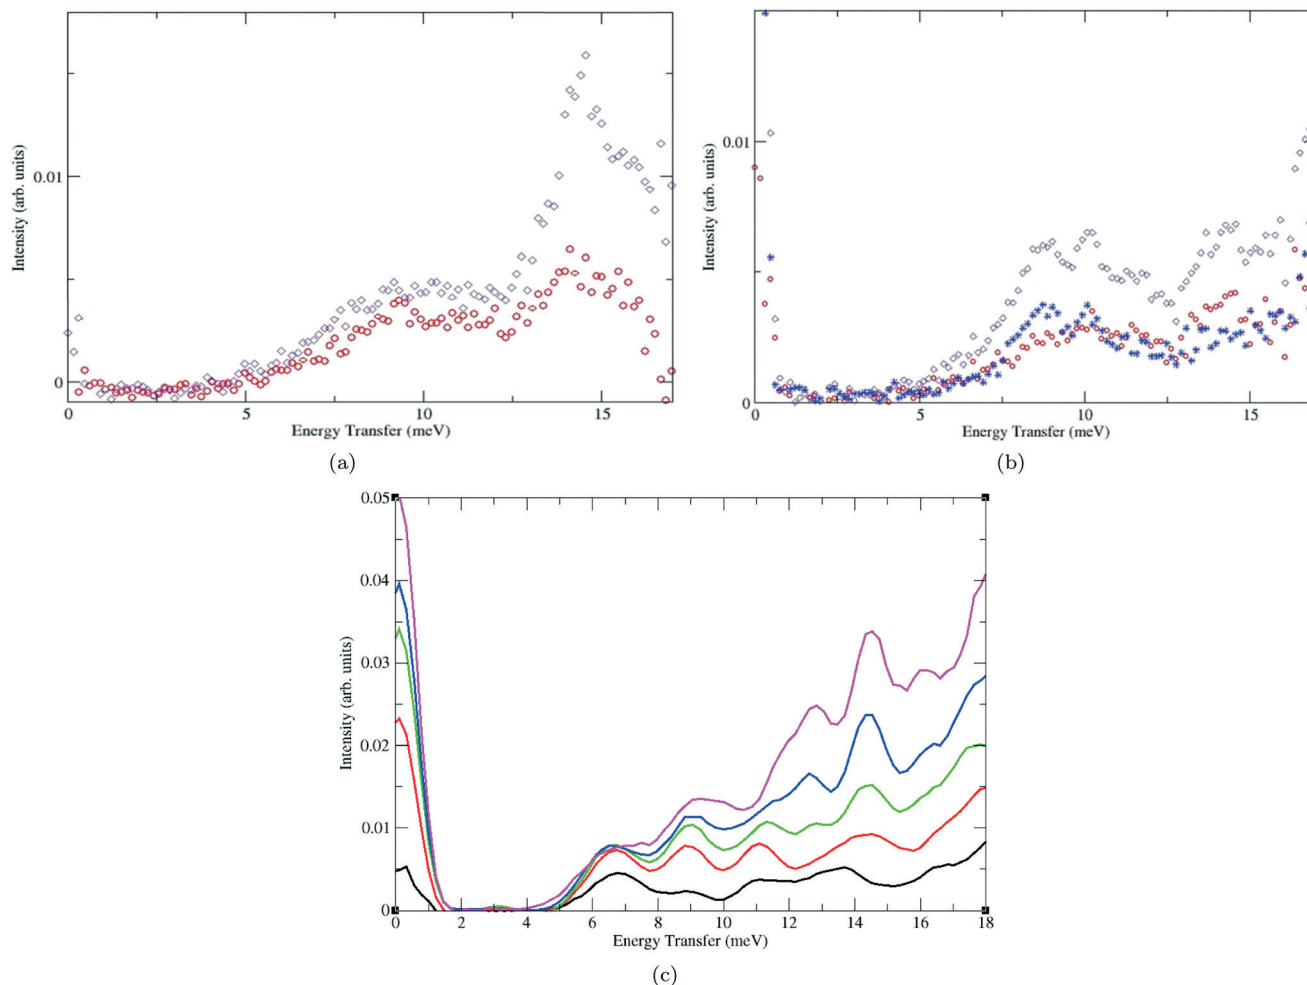 0.01
0
Intensity (arb. units)
0 5 10 15
Energy Transfer (meV)
(a)
0.01
0
Intensity (arb. units)
0 5 10 15
Energy Transfer (meV)
(b)
0.05
0.04
0.03
0.02
0.01
0
Intensity (arb. units)
0 2 4 6 8 10 12 14 16 18
Energy Transfer (meV)
(c)